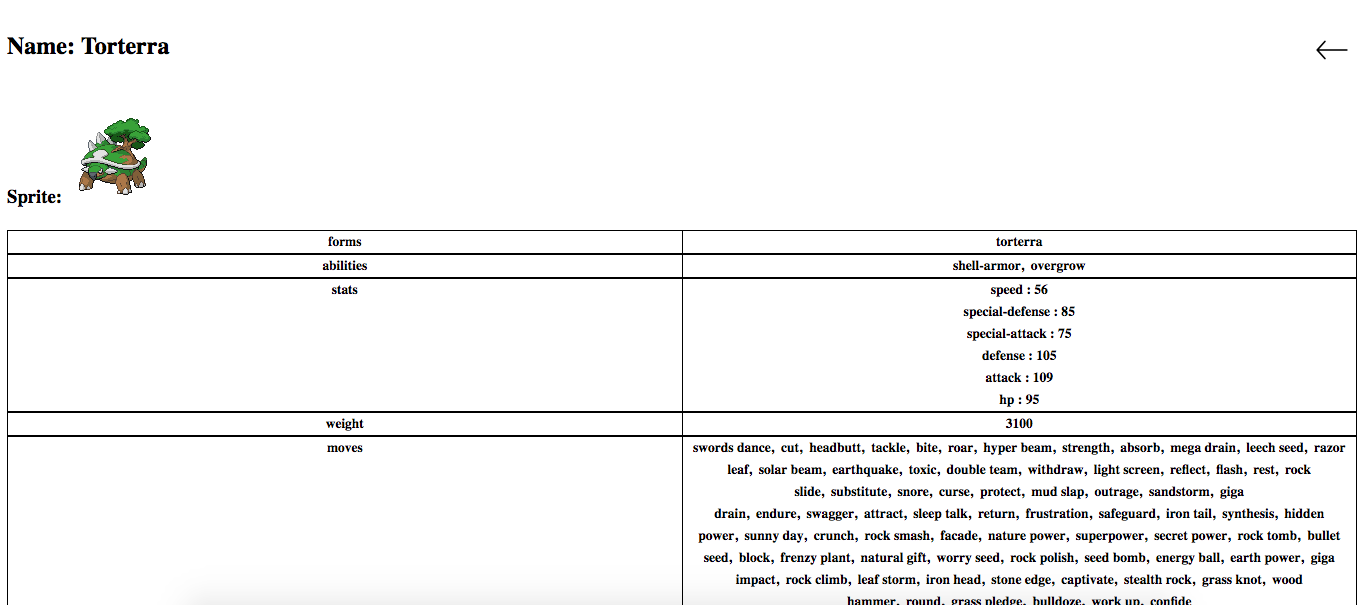 Name: Torterra
Sprite:
forms torterra
abilities shell-armor, overgrow
stats speed : 56
special-defense : 85
special-attack : 75
defense : 105
attack : 109
hp : 95
weight 3100
moves swords dance, cut, headbutt, tackle, bite, roar, hyper beam, strength, absorb, mega drain, leech seed, razor
leaf, solar beam, earthquake, toxic, double team, withdraw, light screen, reflect, flash, rest, rock
slide, substitute, snore, curse, protect, mud slap, outrage, sandstorm, giga
drain, endure, swagger, attract, sleep talk, return, frustration, safeguard, iron tail, synthesis, hidden
power, sunny day, crunch, rock smash, facade, nature power, superpower, secret power, rock tomb, bullet
seed, block, frenzy plant, natural gift, worry seed, rock polish, seed bomb, energy ball, earth power, giga
impact, rock climb, leaf storm, iron head, stone edge, captivate, stealth rock, grass knot, wood
hammer, round, grass pledge, bulldoze, work up, confide